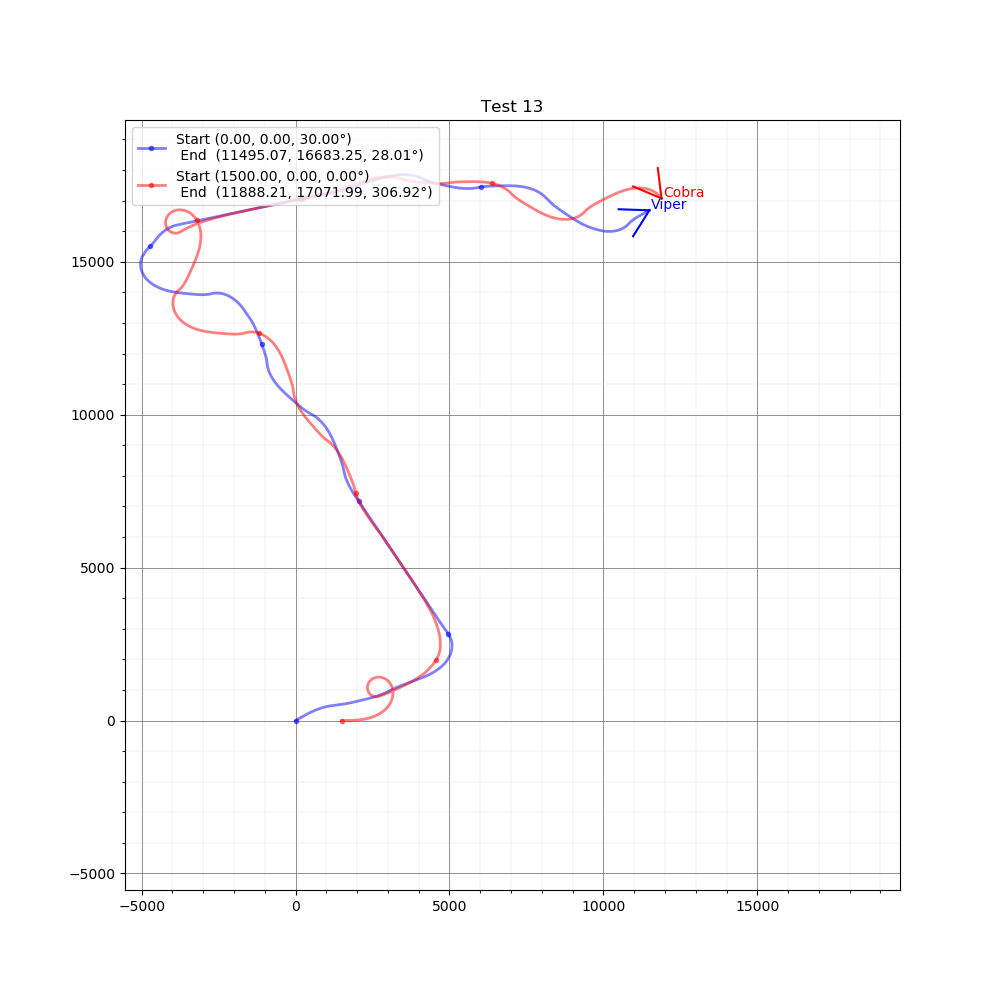 Test 13
Start (0.00, 0.00, 30.00°)
End (11495.07, 16683.25, 28.01°)
Start (1500.00, 0.00, 0.00°)
End (11888.21, 17071.99, 306.92°)
Cobra
Viper
15000
10000
5000
0
−5000
−5000 0 5000 10000 15000